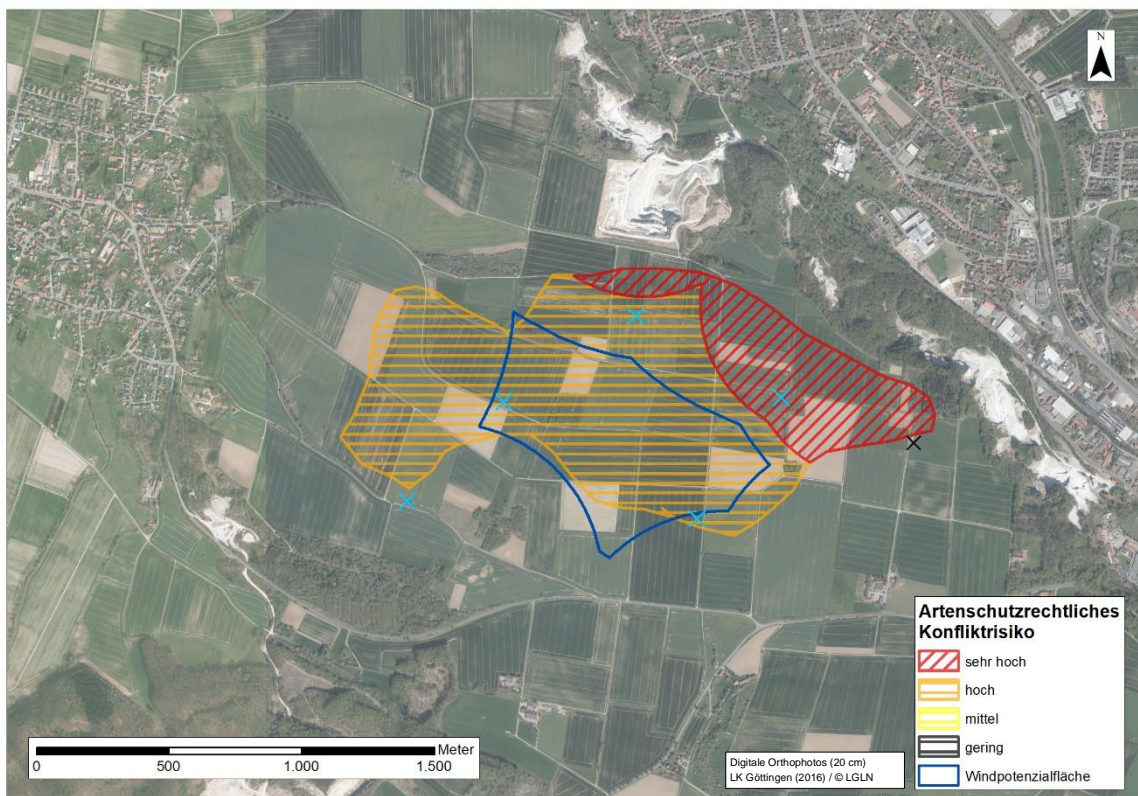 N
Artenschutzrechtliches
Konfliktrisiko
sehr hoch
hoch
mittel
gering
Windpotenzialfläche
Meter
0 500 1.000 1.500
Digitale Orthophotos (20 cm)
LK Göttingen (2016) / © LGLN